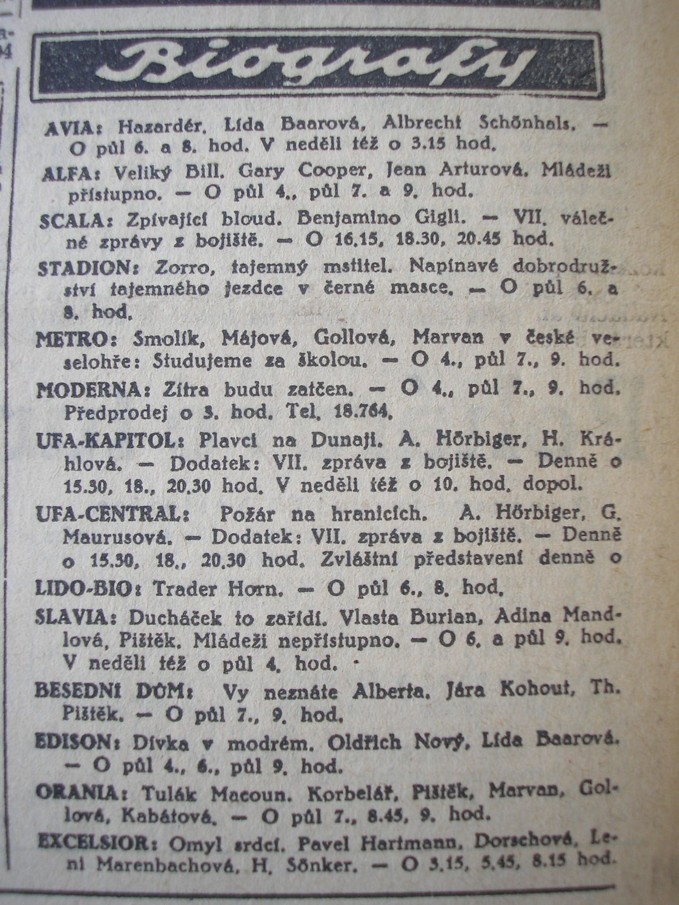 Biografy
AVIA: Hazardér. Lída Baarová, Albrecht Schönhals. —
O půl 6. a 8. hod. V neděli též o 3.15 hod.
ALFA: Veliký Bill. Gary Cooper, Jean Arturová. Mládeži
přístupno. — O půl 4., půl 7. a 9. hod.
SCALA: Zpívající bloud. Benjamino Gigli. — VII. váleč-
né zprávy z bojiště. — O 16.15, 18.30, 20.45 hod.
STADION: Zorro, tajemný mstitel. Napínavé dobrodruž-
ství tajemného jezdce v černé masce. — O půl 6. a
8. hod.
METRO: Smolík, Májová, Gollová, Marvan v české ve-
selohře: Studujeme za školou. — O 4., půl 7., 9. hod.
MODERNA: Zítra budu zatčen. — O 4., půl 7., 9. hod.
Předprodej o 3. hod. Tel. 18.764.
UFA-KAPITOL: Plavci na Dunaji. A. Hörbiger, H. Krá-
hlová. — Dodatek: VII. zpráva z bojiště. — Denně o
15.30, 18., 20.30 hod. V neděli též o 10. hod. dopol.
UFA-CENTRAL: Požár na hranicích. A. Hörbiger, G.
Maurusová. — Dodatek: VII. zpráva z bojiště. — Denně
o 15.30, 18., 20.30 hod. Zvláštní představení denně o
LIDO-BIO: Trader Horn. — O půl 6., 8. hod.
SLAVIA: Ducháček to zařídí. Vlasta Burian, Adina Mand-
lová, Pištěk. Mládeži nepřístupno. — O 6. a půl 9. hod.
V neděli též o půl 4. hod.
BESEDNÍ DŮM: Vy neznáte Alberta. Jára Kohout, Th.
Pištěk. — O půl 7., 9. hod.
EDISON: Dívka v modrém. Oldřich Nový, Lída Baarová.
— O půl 4., 6., půl 9. hod.
ORANIA: Tulák Macoun. Korbelář, Pištěk, Marvan, Gol-
lová, Kabátová. — O půl 7., 8.45, 9. hod.
EXCELSIOR: Omyl srdcí. Pavel Hartmann, Dorschová, Le-
ni Marenbachová, H. Sönker. — O 3.15, 5.45, 8.15 hod.